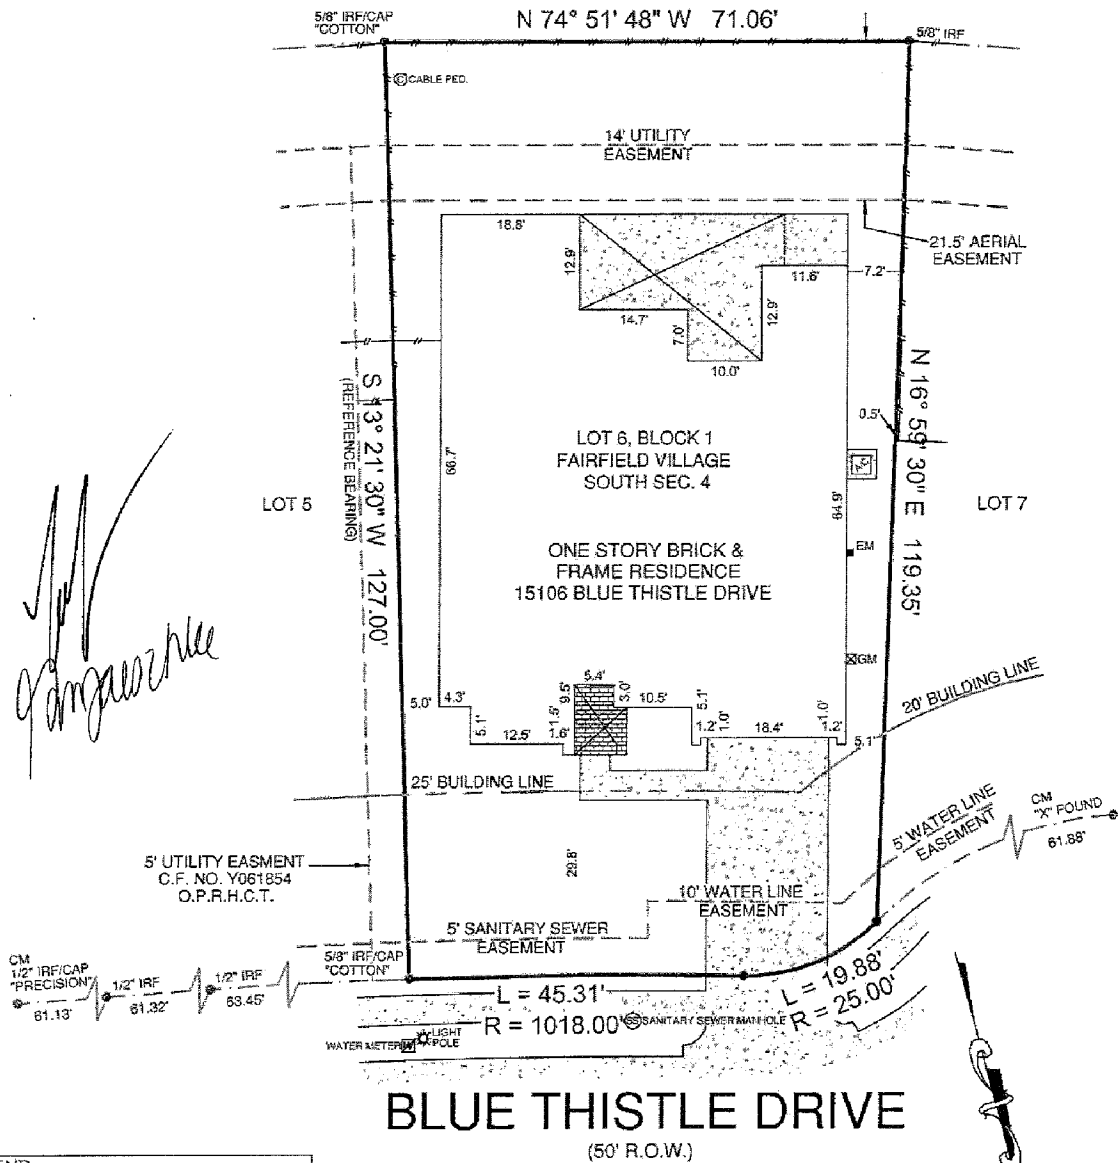 5/8" IRF/CAP
"COTTON"
N 74° 51' 48" W 71.06'
5/8" IRF
CABLE PED.
14' UTILITY
EASEMENT
18.8'
12.9'
11.6'
7.2'
21.5' AERIAL
EASEMENT
14.7'
7.0'
12.9'
10.0'
S 13° 21' 30" W 127.00'
(REFERENCE BEARING)
66.7'
0.5'
N 16° 59' 30" E 119.35'
LOT 6, BLOCK 1
FAIRFIELD VILLAGE
SOUTH SEC. 4
A/C
LOT 5
LOT 7
64.9'
ONE STORY BRICK &
FRAME RESIDENCE
15106 BLUE THISTLE DRIVE
EM
GM
5.0'
4.3'
5.1'
12.5'
1.5'
1.6'
9.5'
5.4'
3.0'
10.5'
5.1'
1.2'
1.0'
18.4'
1.0'
1.2'
5.1'
20' BUILDING LINE
25' BUILDING LINE
5' WATER LINE
EASEMENT
CM
"X" FOUND
61.88'
5' UTILITY EASMENT
C.F. NO. Y061854
O.P.R.H.C.T.
29.8'
10' WATER LINE
EASEMENT
5' SANITARY SEWER
EASEMENT
CM
1/2" IRF/CAP
"PRECISION"
61.13'
1/2" IRF
61.32'
1/2" IRF
63.45'
5/8" IRF/CAP
"COTTON"
L = 45.31'
R = 1018.00'
L = 19.88'
R = 25.00'
SS SANITARY SEWER MANHOLE
WATER METER
LIGHT
POLE
BLUE THISTLE DRIVE
(50' R.O.W.)